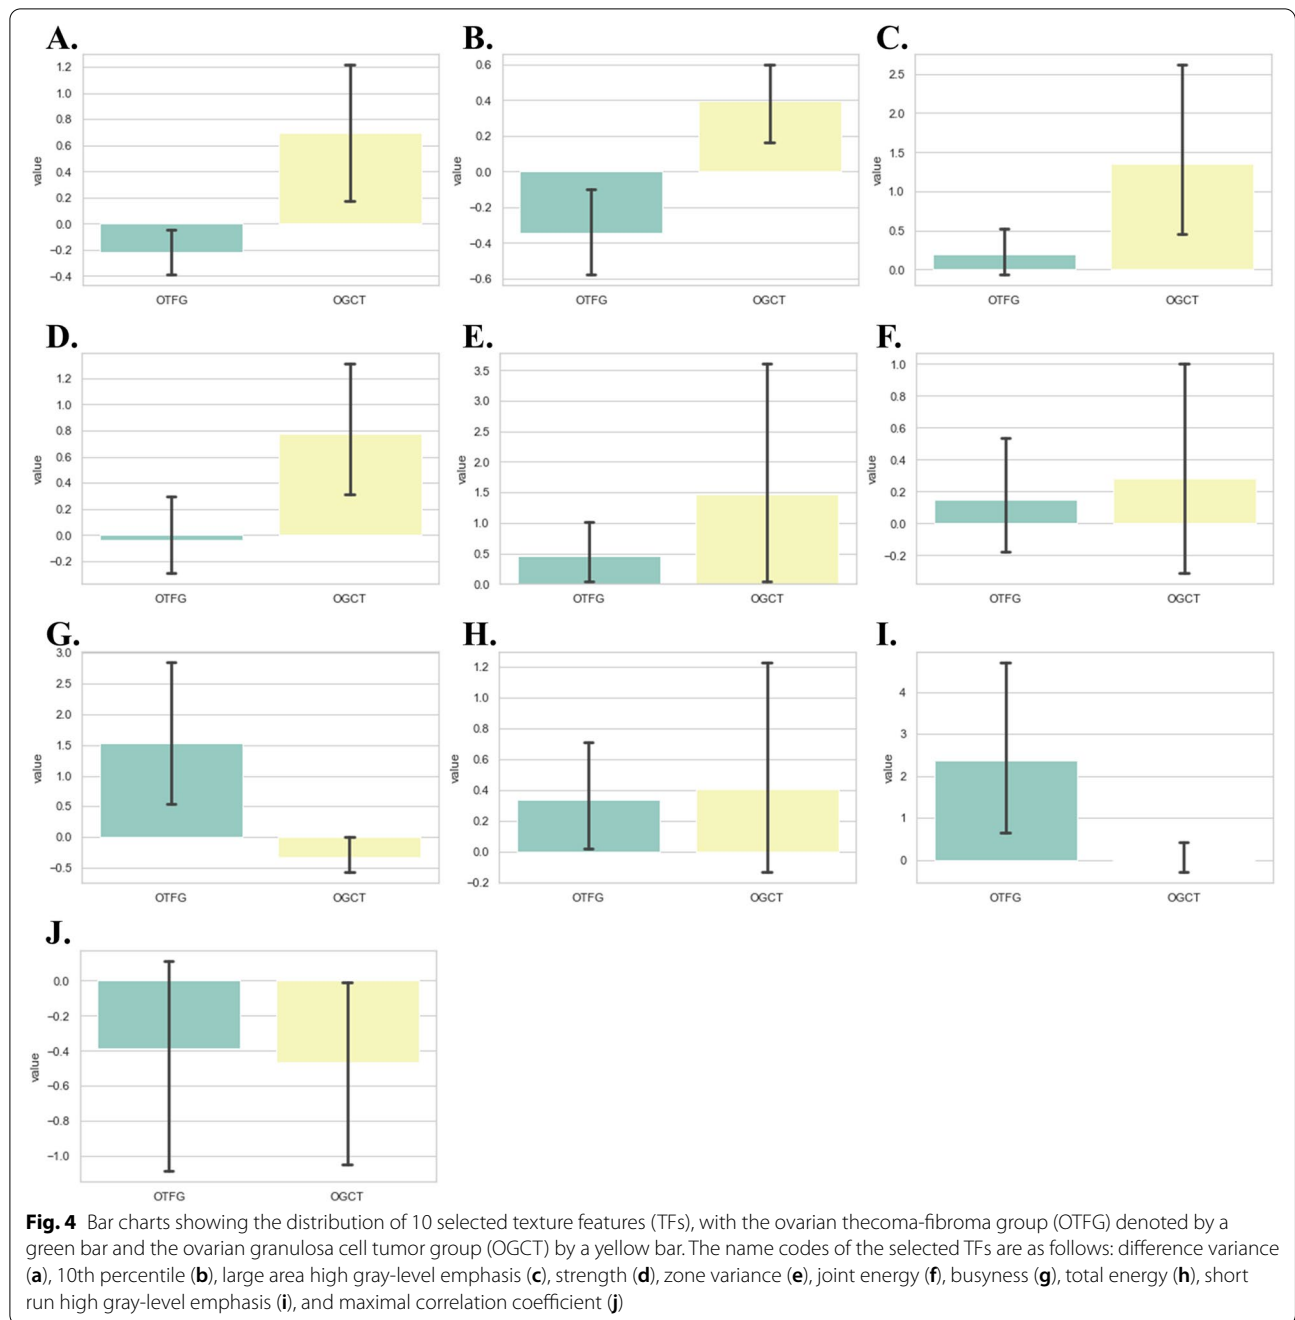 A.
1.2
1.0
0.8
0.6
0.4
0.2
0.0
−0.2
−0.4
value
OTFG OGCT
B.
0.6
0.4
0.2
0.0
−0.2
−0.4
−0.6
value
OTFG OGCT
C.
2.5
2.0
1.5
1.0
0.5
0.0
value
OTFG OGCT
D.
1.2
1.0
0.8
0.6
0.4
0.2
0.0
−0.2
value
OTFG OGCT
E.
3.5
3.0
2.5
2.0
1.5
1.0
0.5
0.0
value
OTFG OGCT
F.
1.0
0.8
0.6
0.4
0.2
0.0
−0.2
value
OTFG OGCT
G.
3.0
2.5
2.0
1.5
1.0
0.5
0.0
−0.5
value
OTFG OGCT
H.
1.2
1.0
0.8
0.6
0.4
0.2
0.0
−0.2
value
OTFG OGCT
I.
4
3
2
1
0
value
OTFG OGCT
J.
0.0
−0.2
−0.4
−0.6
−0.8
−1.0
value
OTFG OGCT
Fig. 4 Bar charts showing the distribution of 10 selected texture features (TFs), with the ovarian thecoma-fibroma group (OTFG) denoted by a
green bar and the ovarian granulosa cell tumor group (OGCT) by a yellow bar. The name codes of the selected TFs are as follows: difference variance
(a), 10th percentile (b), large area high gray-level emphasis (c), strength (d), zone variance (e), joint energy (f), busyness (g), total energy (h), short
run high gray-level emphasis (i), and maximal correlation coefficient (j)